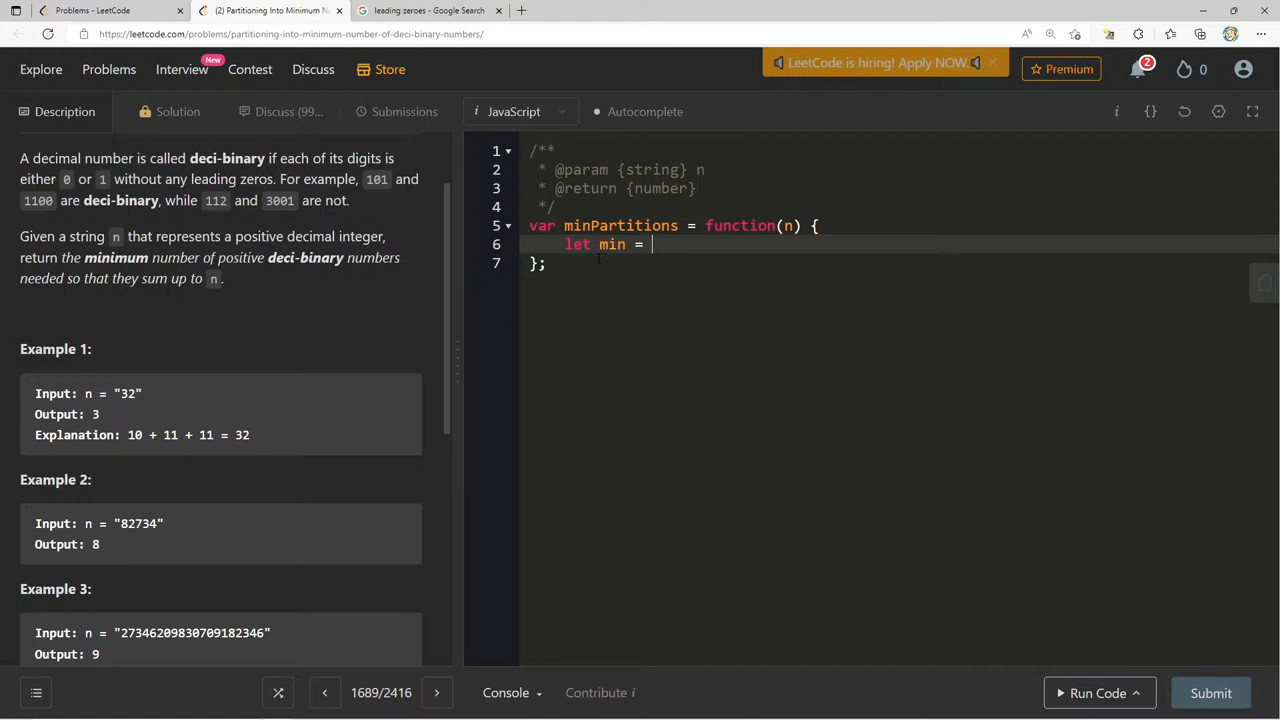 Problems - LeetCode
(2) Partitioning Into Minimum Nu
leading zeroes - Google Search
https://leetcode.com/problems/partitioning-into-minimum-number-of-deci-binary-numbers/
Explore
Problems
Interview
New
Contest
Discuss
Store
LeetCode is hiring! Apply NOW.
Premium
2
0
Description
Solution
Discuss (99...
Submissions
i JavaScript
Autocomplete
A decimal number is called deci-binary if each of its digits is
either 0 or 1 without any leading zeros. For example, 101 and
1100 are deci-binary, while 112 and 3001 are not.
Given a string n that represents a positive decimal integer,
return the minimum number of positive deci-binary numbers
needed so that they sum up to n.
Example 1:
Input: n = "32"
Output: 3
Explanation: 10 + 11 + 11 = 32
Example 2:
Input: n = "82734"
Output: 8
Example 3:
Input: n = "27346209830709182346"
Output: 9
1 /**
2 * @param {string} n
3 * @return {number}
4 */
5 var minPartitions = function(n) {
6 let min =
7 };
1689/2416
Console
Contribute i
Run Code
Submit